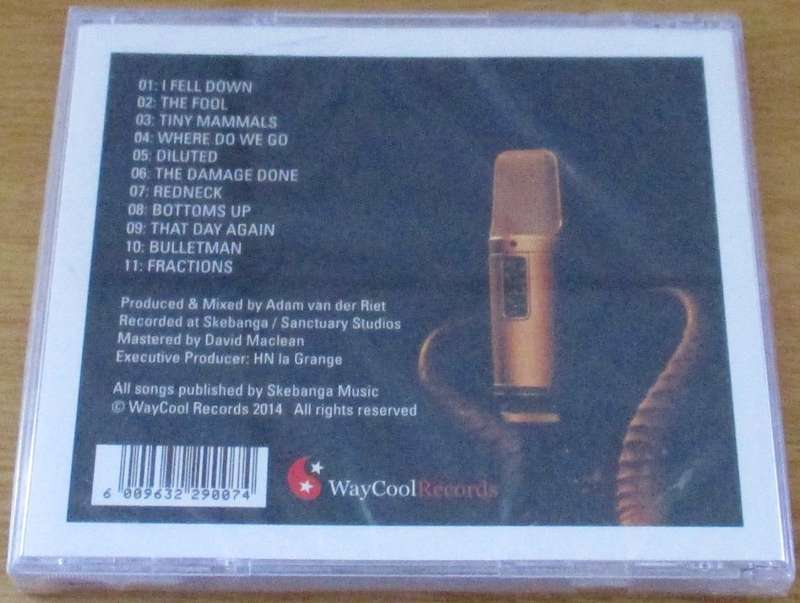 01: I FELL DOWN
02: THE FOOL
03: TINY MAMMALS
04: WHERE DO WE GO
05: DILUTED
06: THE DAMAGE DONE
07: REDNECK
08: BOTTOMS UP
09: THAT DAY AGAIN
10: BULLETMAN
11: FRACTIONS
Produced & Mixed by Adam van der Riet
Recorded at Skebanga / Sanctuary Studios
Mastered by David Maclean
Executive Producer: HN la Grange
All songs published by Skebanga Music
© WayCool Records 2014 All rights reserved
6 009632 290074
WayCoolRecords